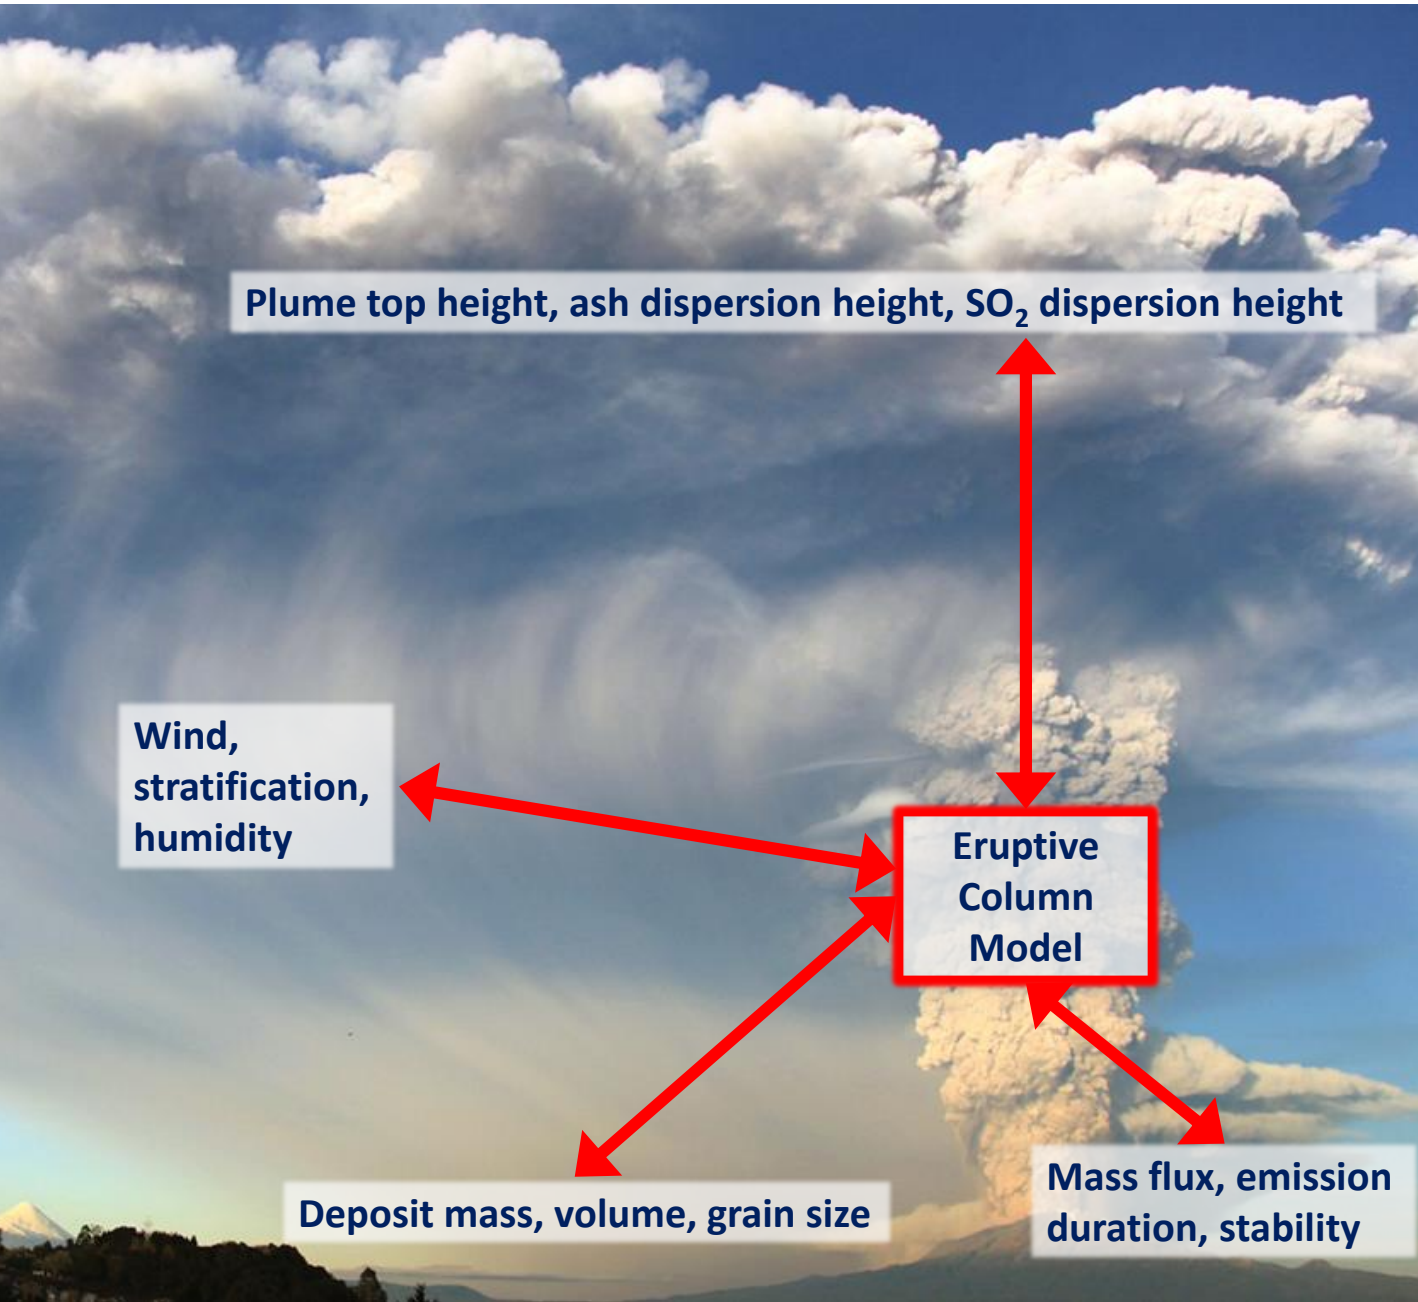 Plume top height, ash dispersion height, SO₂ dispersion height
Wind,
stratification,
humidity
Eruptive
Column
Model
Deposit mass, volume, grain size
Mass flux, emission
duration, stability